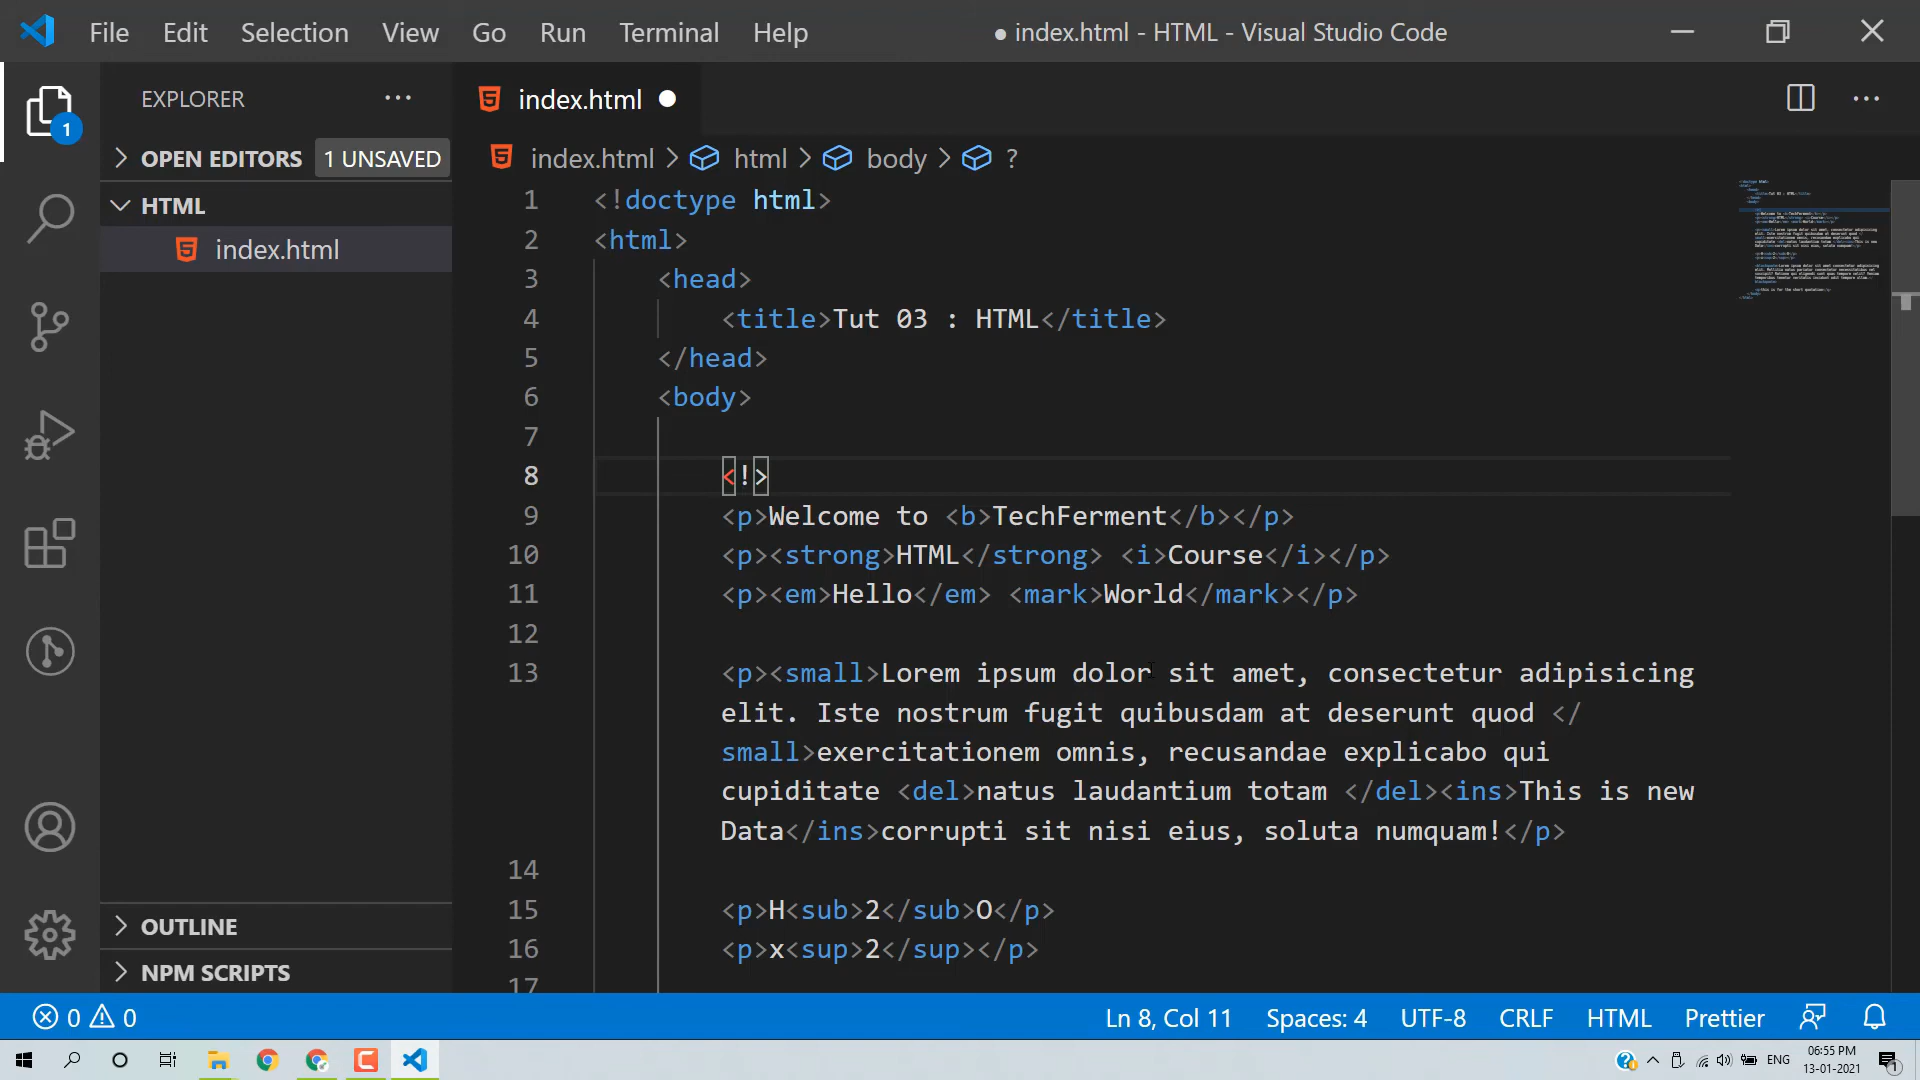 File Edit Selection View Go Run Terminal Help ● index.html - HTML - Visual Studio Code
EXPLORER ...
OPEN EDITORS 1 UNSAVED
HTML
index.html
OUTLINE
NPM SCRIPTS
1
index.html ●
index.html > html > body > ?
1 <!doctype html>
2 <html>
3 <head>
4 <title>Tut 03 : HTML</title>
5 </head>
6 <body>
7
8 <!>
9 <p>Welcome to <b>TechFerment</b></p>
10 <p><strong>HTML</strong> <i>Course</i></p>
11 <p><em>Hello</em> <mark>World</mark></p>
12
13 <p><small>Lorem ipsum dolor sit amet, consectetur adipisicing
elit. Iste nostrum fugit quibusdam at deserunt quod </
small>exercitationem omnis, recusandae explicabo qui
cupiditate <del>natus laudantium totam </del><ins>This is new
Data</ins>corrupti sit nisi eius, soluta numquam!</p>
14
15 <p>H<sub>2</sub>O</p>
16 <p>x<sup>2</sup></p>
17
0 0 Ln 8, Col 11 Spaces: 4 UTF-8 CRLF HTML Prettier
ENG 06:55 PM
13-01-2021 1